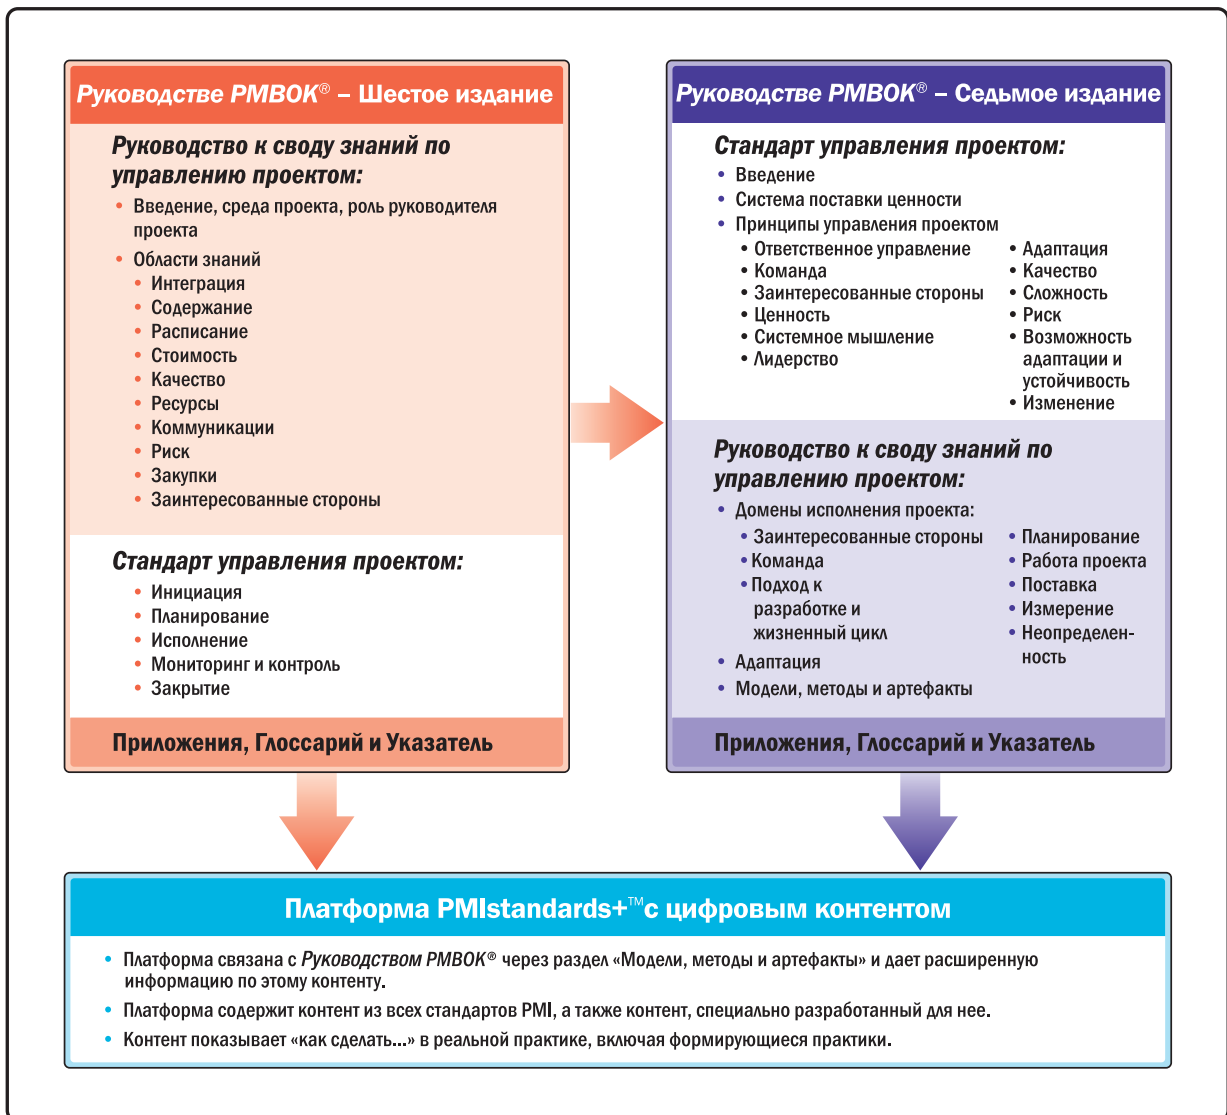 Руководстве PMBOK® – Шестое издание
Руководство к своду знаний по
управлению проектом:
• Введение, среда проекта, роль руководителя
проекта
• Области знаний
• Интеграция
• Содержание
• Расписание
• Стоимость
• Качество
• Ресурсы
• Коммуникации
• Риск
• Закупки
• Заинтересованные стороны
Стандарт управления проектом:
• Инициация
• Планирование
• Исполнение
• Мониторинг и контроль
• Закрытие
Приложения, Глоссарий и Указатель
Руководстве PMBOK® – Седьмое издание
Стандарт управления проектом:
• Введение
• Система поставки ценности
• Принципы управления проектом
• Ответственное управление
• Команда
• Заинтересованные стороны
• Ценность
• Системное мышление
• Лидерство
• Адаптация
• Качество
• Сложность
• Риск
• Возможность
адаптации и
устойчивость
• Изменение
Руководство к своду знаний по
управлению проектом:
• Домены исполнения проекта:
• Заинтересованные стороны
• Команда
• Подход к
разработке и
жизненный цикл
• Планирование
• Работа проекта
• Поставка
• Измерение
• Неопределен-
ность
• Адаптация
• Модели, методы и артефакты
Приложения, Глоссарий и Указатель
Платформа PMIstandards+™с цифровым контентом
• Платформа связана с Руководством PMBOK® через раздел «Модели, методы и артефакты» и дает расширенную
информацию по этому контенту.
• Платформа содержит контент из всех стандартов PMI, а также контент, специально разработанный для нее.
• Контент показывает «как сделать...» в реальной практике, включая формирующиеся практики.